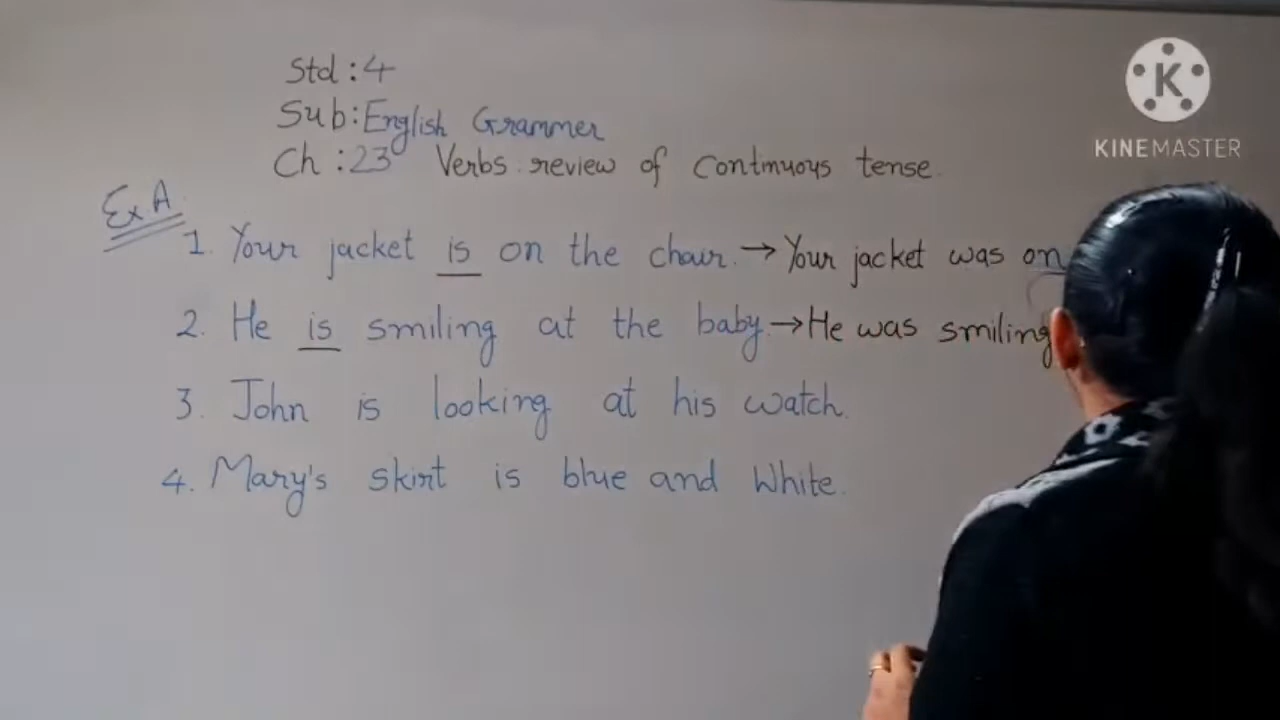 Std : 4
Sub: English Grammer
Ch : 23 Verbs review of continuous tense.
Ex A
1. Your jacket is on the chair. → Your jacket was on
2. He is smiling at the baby. → He was smiling
3. John is looking at his watch.
4. Mary's skirt is blue and White.
K
KINEMASTER